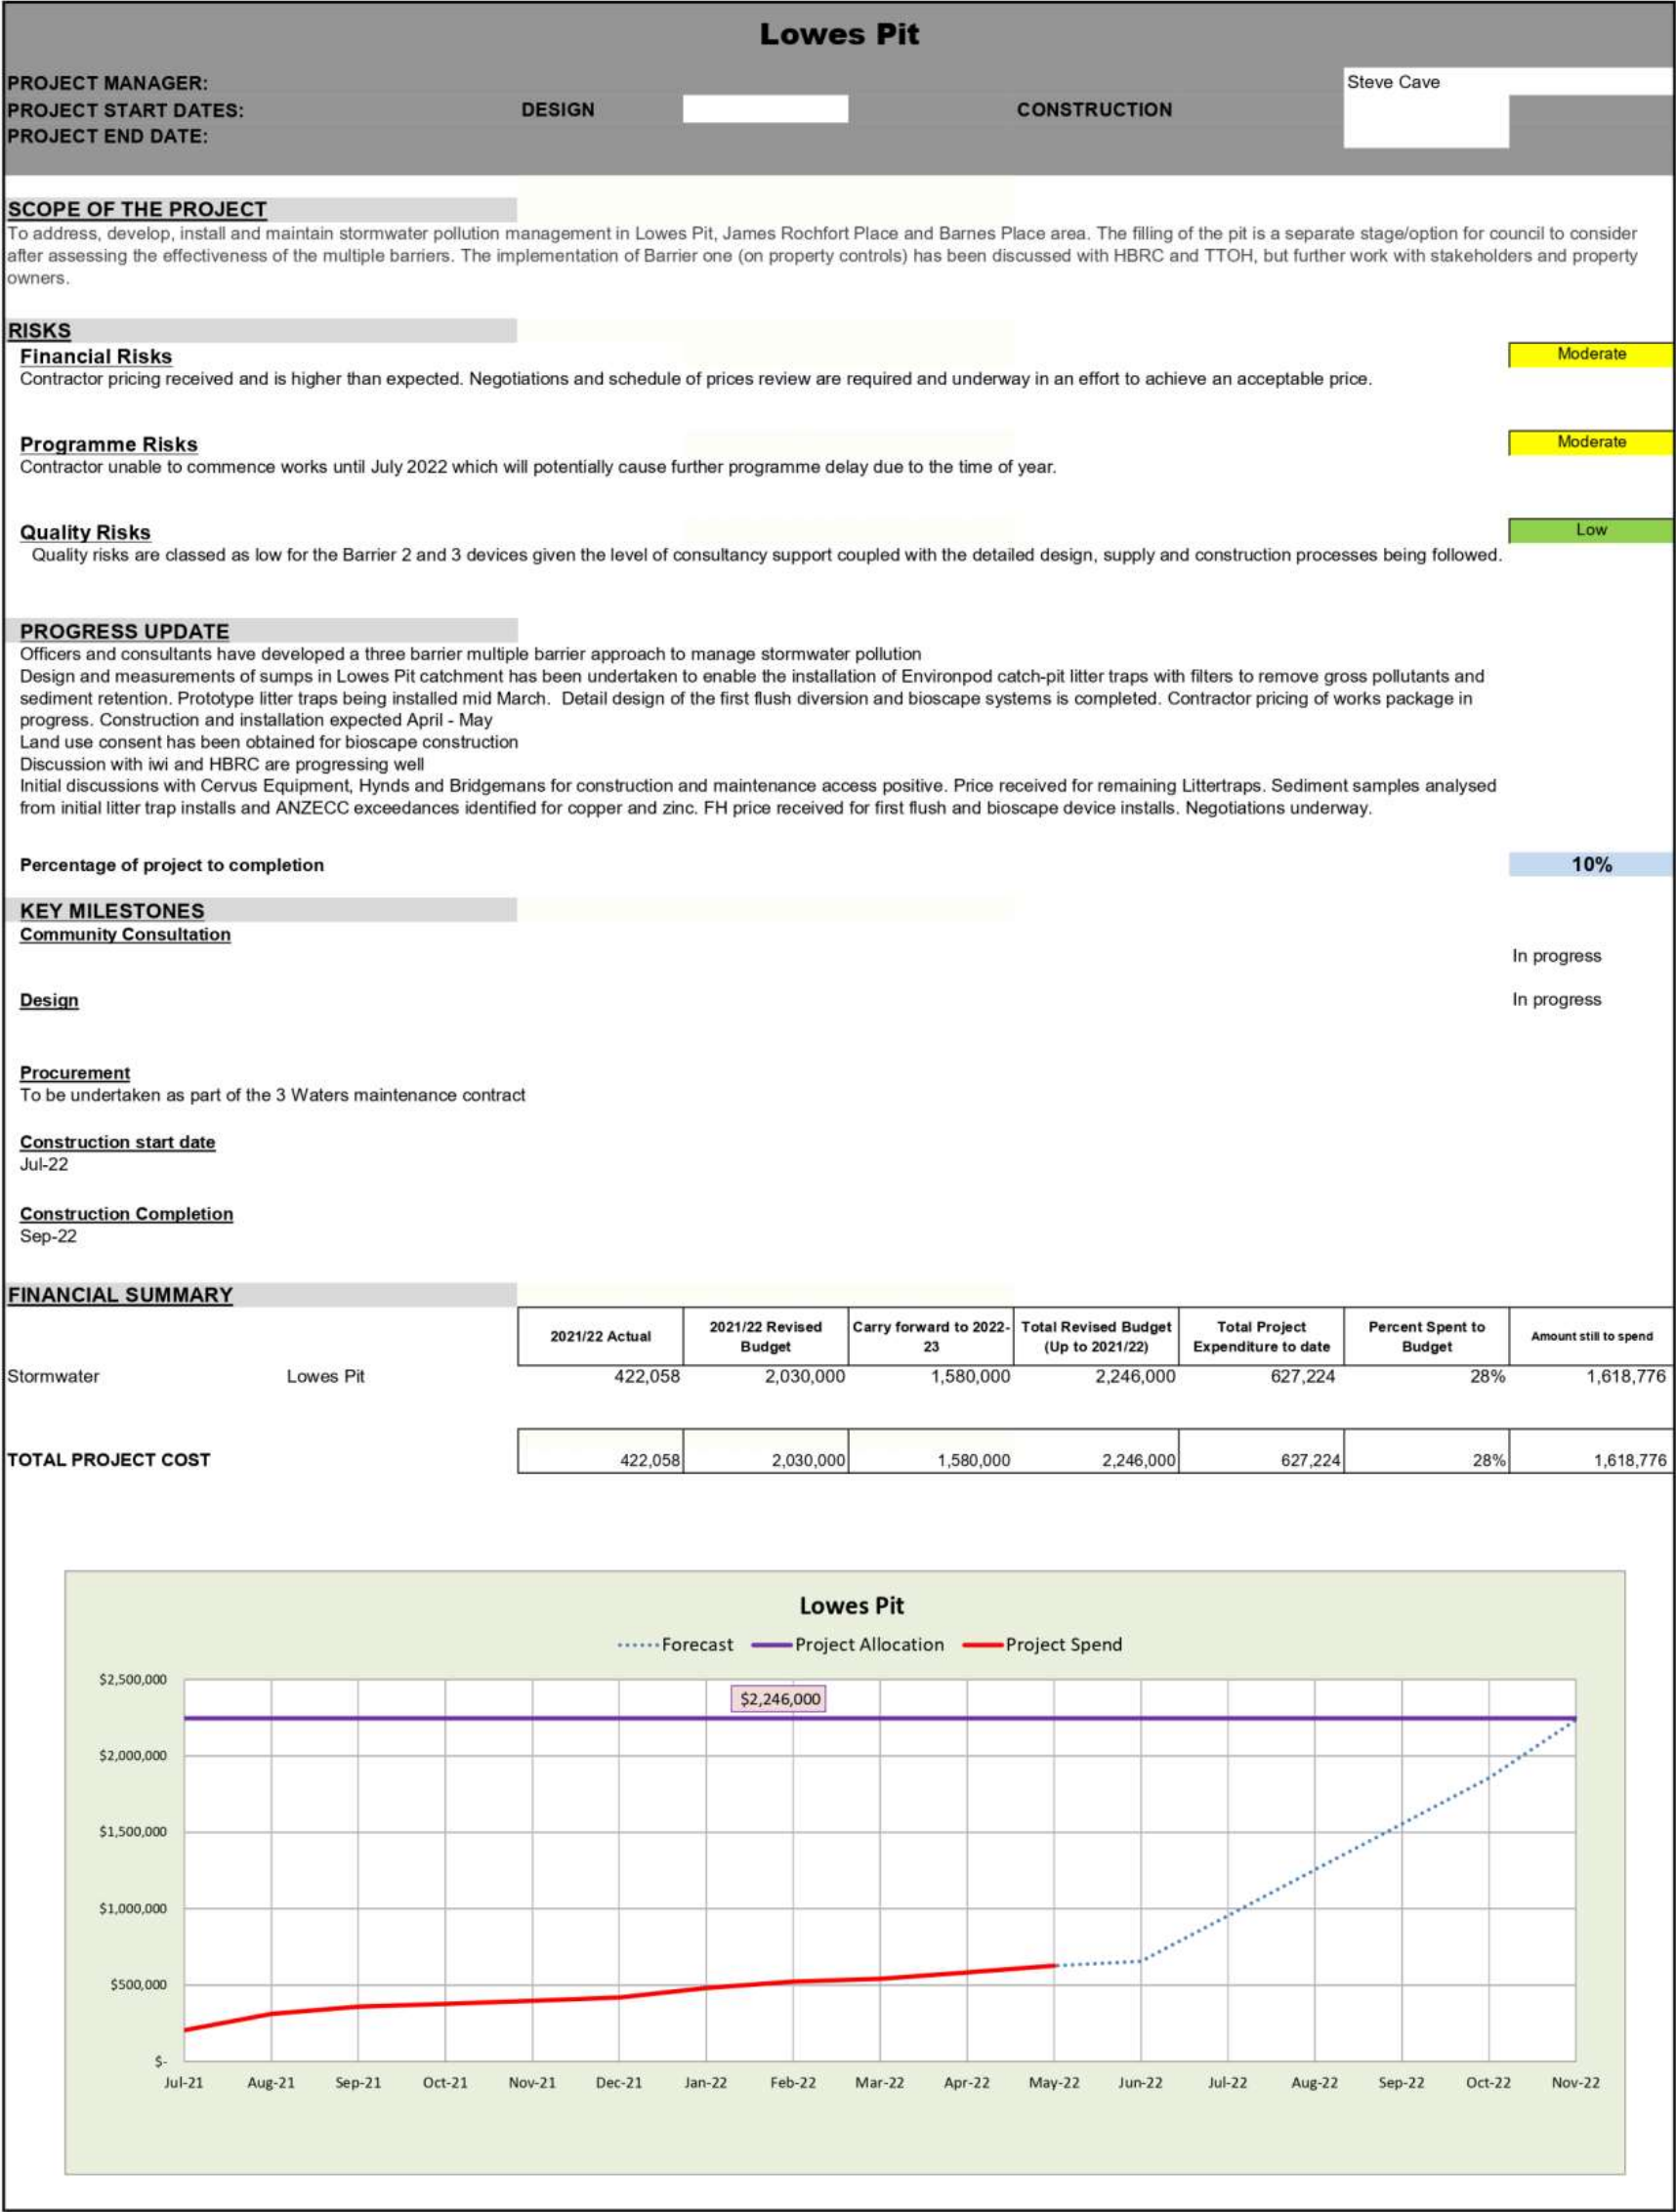 Lowes Pit
PROJECT MANAGER: Steve Cave
PROJECT START DATES: DESIGN CONSTRUCTION
PROJECT END DATE:
SCOPE OF THE PROJECT
To address, develop, install and maintain stormwater pollution management in Lowes Pit, James Rochfort Place and Barnes Place area. The filling of the pit is a separate stage/option for council to consider
after assessing the effectiveness of the multiple barriers. The implementation of Barrier one (on property controls) has been discussed with HBRC and TTOH, but further work with stakeholders and property
owners.
RISKS
Financial Risks Moderate
Contractor pricing received and is higher than expected. Negotiations and schedule of prices review are required and underway in an effort to achieve an acceptable price.
Programme Risks Moderate
Contractor unable to commence works until July 2022 which will potentially cause further programme delay due to the time of year.
Quality Risks Low
Quality risks are classed as low for the Barrier 2 and 3 devices given the level of consultancy support coupled with the detailed design, supply and construction processes being followed.
PROGRESS UPDATE
Officers and consultants have developed a three barrier multiple barrier approach to manage stormwater pollution
Design and measurements of sumps in Lowes Pit catchment has been undertaken to enable the installation of Environpod catch-pit litter traps with filters to remove gross pollutants and
sediment retention. Prototype litter traps being installed mid March. Detail design of the first flush diversion and bioscape systems is completed. Contractor pricing of works package in
progress. Construction and installation expected April - May
Land use consent has been obtained for bioscape construction
Discussion with iwi and HBRC are progressing well
Initial discussions with Cervus Equipment, Hynds and Bridgemans for construction and maintenance access positive. Price received for remaining Littertraps. Sediment samples analysed
from initial litter trap installs and ANZECC exceedances identified for copper and zinc. FH price received for first flush and bioscape device installs. Negotiations underway.
Percentage of project to completion 10%
KEY MILESTONES
Community Consultation
In progress
Design In progress
Procurement
To be undertaken as part of the 3 Waters maintenance contract
Construction start date
Jul-22
Construction Completion
Sep-22
FINANCIAL SUMMARY
2021/22 Actual 2021/22 Revised Budget Carry forward to 2022-23 Total Revised Budget (Up to 2021/22) Total Project Expenditure to date Percent Spent to Budget Amount still to spend
Stormwater Lowes Pit 422,058 2,030,000 1,580,000 2,246,000 627,224 28% 1,618,776
TOTAL PROJECT COST 422,058 2,030,000 1,580,000 2,246,000 627,224 28% 1,618,776
Lowes Pit
Forecast Project Allocation Project Spend
$2,500,000
$2,246,000
$2,000,000
$1,500,000
$1,000,000
$500,000
$-
Jul-21 Aug-21 Sep-21 Oct-21 Nov-21 Dec-21 Jan-22 Feb-22 Mar-22 Apr-22 May-22 Jun-22 Jul-22 Aug-22 Sep-22 Oct-22 Nov-22